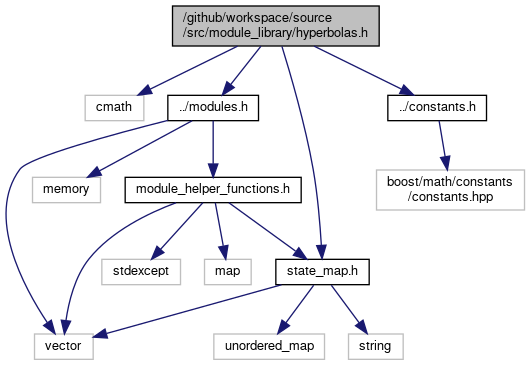 /github/workspace/source
/src/module_library/hyperbolas.h
cmath
../modules.h
../constants.h
memory
module_helper_functions.h
boost/math/constants
/constants.hpp
stdexcept
map
state_map.h
vector
unordered_map
string